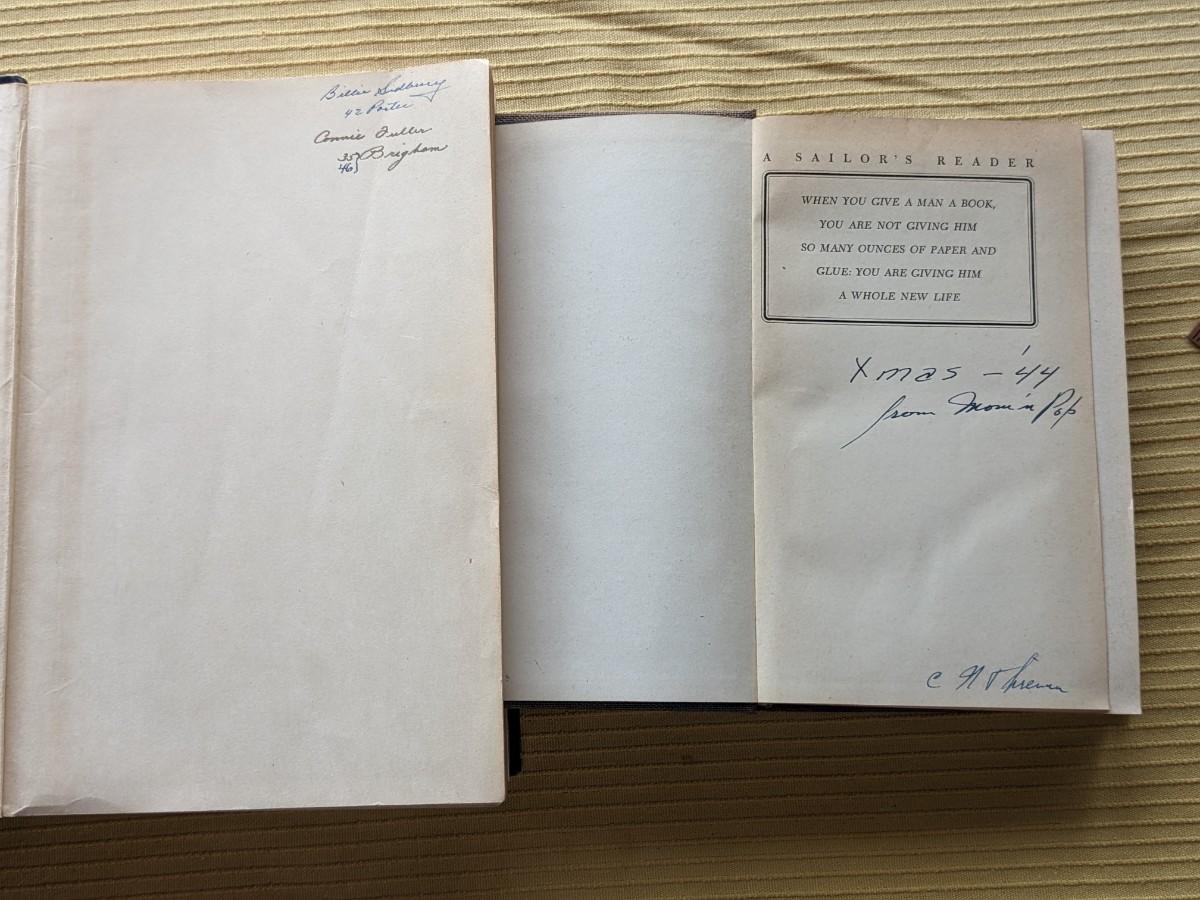 Billie Sudbury
42 Porter
Connie Fuller
Brigham
46
A SAILOR'S READER
WHEN YOU GIVE A MAN A BOOK,
YOU ARE NOT GIVING HIM
SO MANY OUNCES OF PAPER AND
GLUE: YOU ARE GIVING HIM
A WHOLE NEW LIFE
Xmas - '44
from Mom 'n Pop
C N